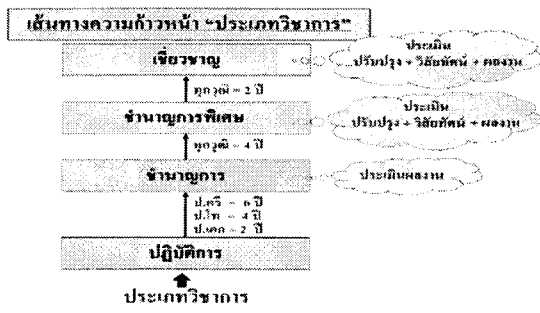 เส้นทางความก้าวหน้า “ประเภทวิชาการ”
เชี่ยวชาญ
ประเมิน
ปรับปรุง + วิสัยทัศน์ + ผลงาน
ทุกวุฒิ = 2 ปี
ชำนาญการพิเศษ
ประเมิน
ปรับปรุง + วิสัยทัศน์ + ผลงาน
ทุกวุฒิ = 4 ปี
ชำนาญการ
ประเมินผลงาน
ป.ตรี = 6 ปี
ป.โท = 4 ปี
ป.เอก = 2 ปี
ปฏิบัติการ
ประเภทวิชาการ